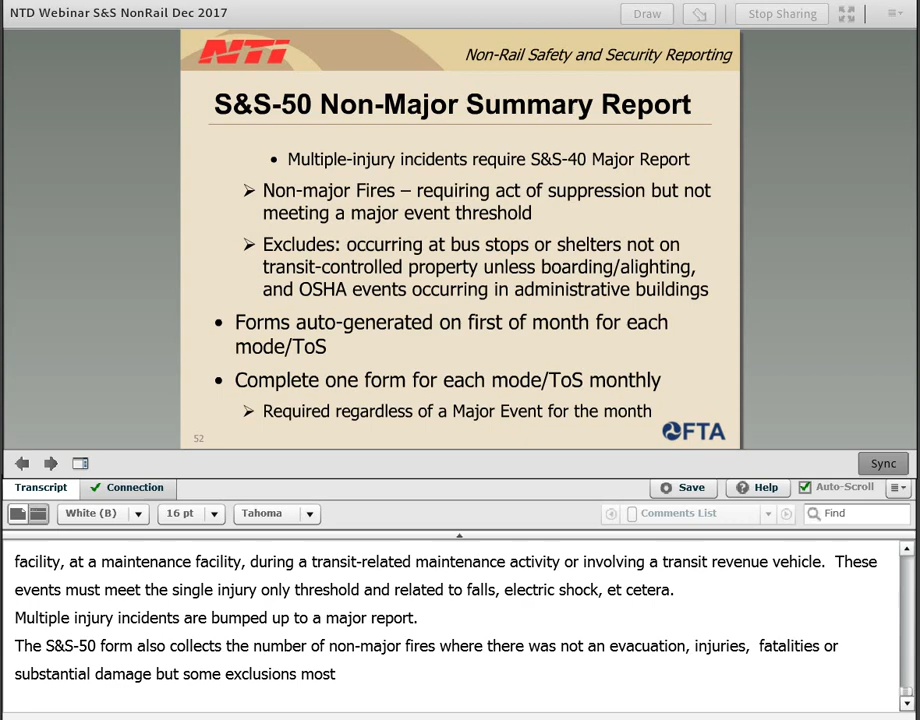 NTD Webinar S&S NonRail Dec 2017
Draw
Stop Sharing
NTi
Non-Rail Safety and Security Reporting
S&S-50 Non-Major Summary Report
• Multiple-injury incidents require S&S-40 Major Report
➢ Non-major Fires – requiring act of suppression but not
meeting a major event threshold
➢ Excludes: occurring at bus stops or shelters not on
transit-controlled property unless boarding/alighting,
and OSHA events occurring in administrative buildings
• Forms auto-generated on first of month for each
mode/ToS
• Complete one form for each mode/ToS monthly
➢ Required regardless of a Major Event for the month
52
FTA
Sync
Transcript
Connection
Save
Help
Auto-Scroll
White (B)
16 pt
Tahoma
Comments List
Find
facility, at a maintenance facility, during a transit-related maintenance activity or involving a transit revenue vehicle.  These
events must meet the single injury only threshold and related to falls, electric shock, et cetera.
Multiple injury incidents are bumped up to a major report.
The S&S-50 form also collects the number of non-major fires where there was not an evacuation, injuries,  fatalities or
substantial damage but some exclusions most